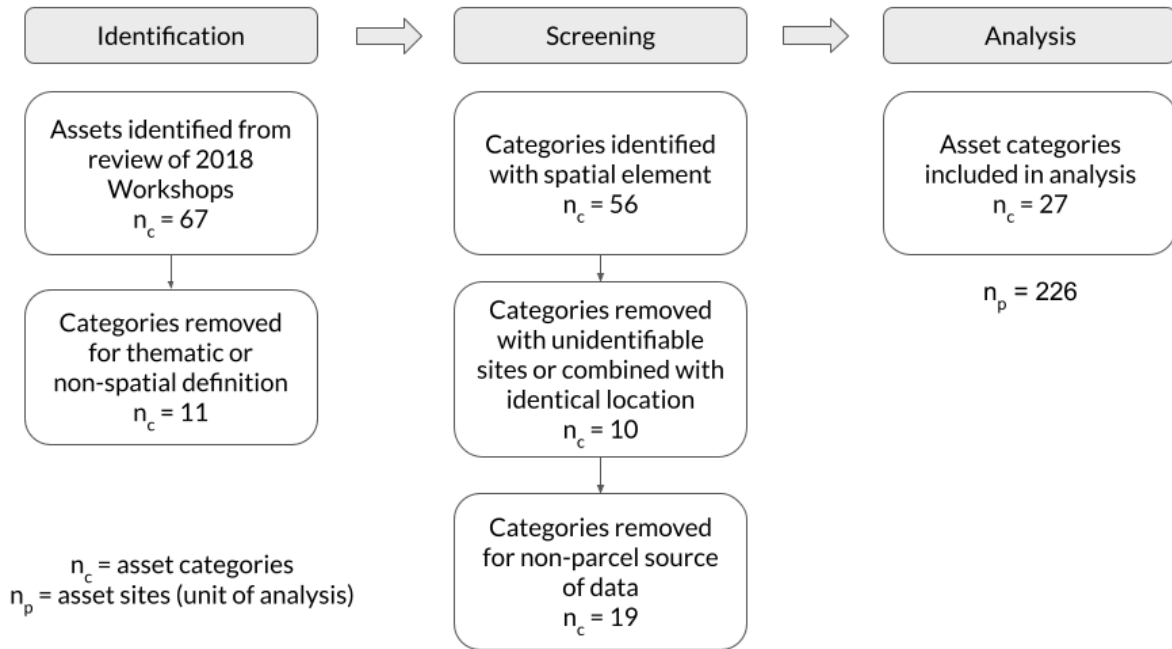 Identification
Assets identified from
review of 2018
Workshops
n_c = 67
Categories removed
for thematic or
non-spatial definition
n_c = 11
n_c = asset categories
n_p = asset sites (unit of analysis)
Screening
Categories identified
with spatial element
n_c = 56
Categories removed
with unidentifiable
sites or combined with
identical location
n_c = 10
Categories removed
for non-parcel source
of data
n_c = 19
Analysis
Asset categories
included in analysis
n_c = 27
n_p = 226